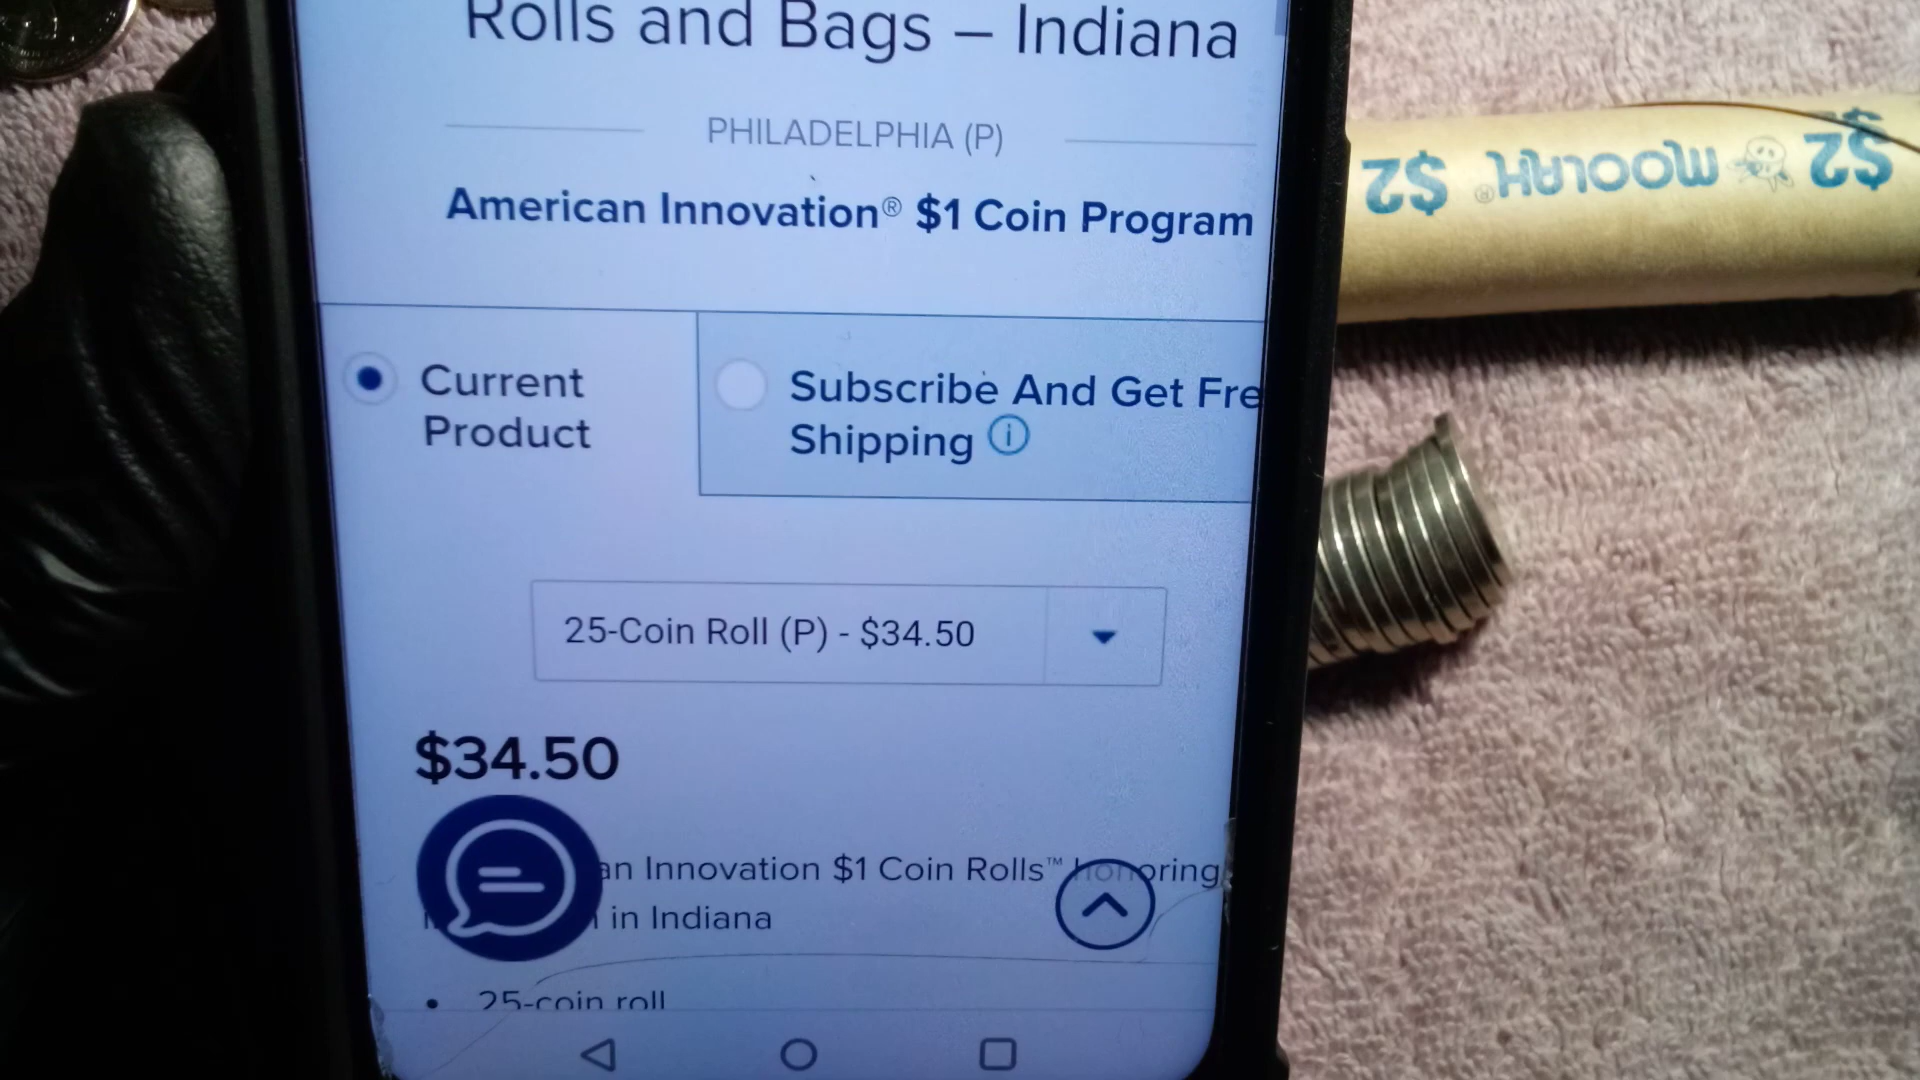 Rolls and Bags – Indiana
PHILADELPHIA (P)
American Innovation® $1 Coin Program
Current
Product
Subscribe And Get Fre
Shipping
25-Coin Roll (P) - $34.50
$34.50
an Innovation $1 Coin Rolls™ honoring
in Indiana
• 25-coin roll
$2 MOOLAH® $2